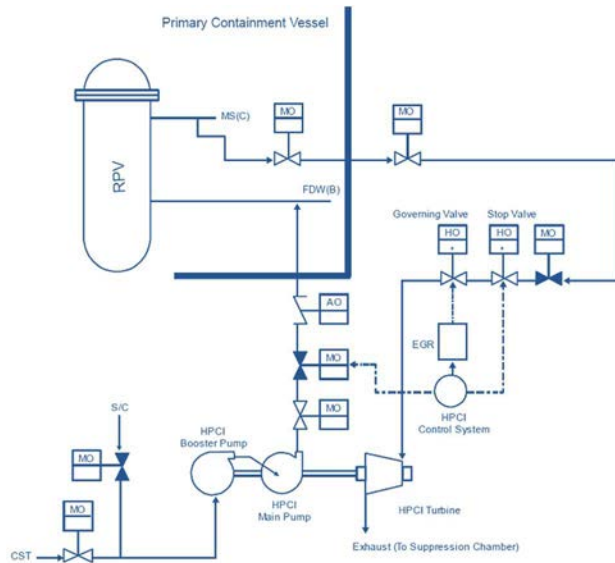 Primary Containment Vessel
MS(C)
MO
MO
RPV
FDW(B)
Governing Valve
Stop Valve
HO
HO
MO
AO
EGR
MO
HPCI
Control System
MO
S/C
HPCI
Booster Pump
MO
HPCI
Main Pump
HPCI Turbine
MO
CST
Exhaust (To Suppression Chamber)